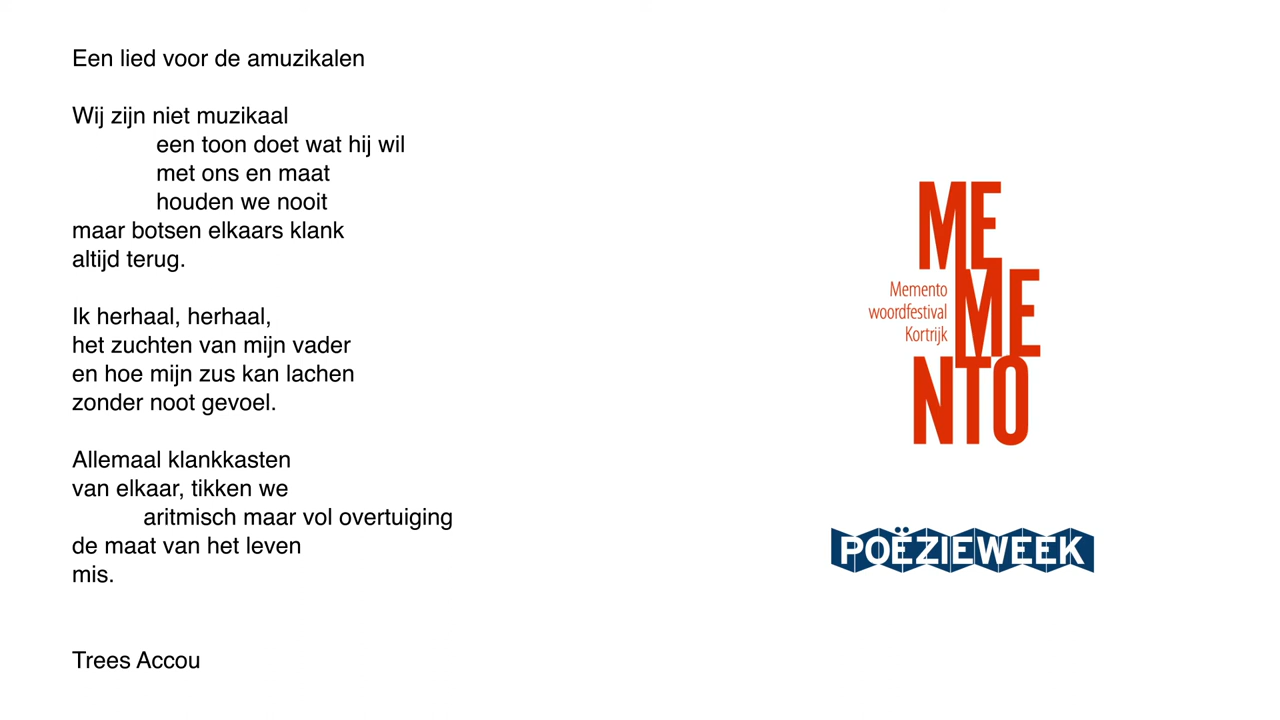 Een lied voor de amuzikalen
Wij zijn niet muzikaal
een toon doet wat hij wil
met ons en maat
houden we nooit
maar botsen elkaars klank
altijd terug.
Ik herhaal, herhaal,
het zuchten van mijn vader
en hoe mijn zus kan lachen
zonder noot gevoel.
Allemaal klankkasten
van elkaar, tikken we
aritmisch maar vol overtuiging
de maat van het leven
mis.
Trees Accou
ME
ME
NTO
Memento
woordfestival
Kortrijk
POËZIEWEEK